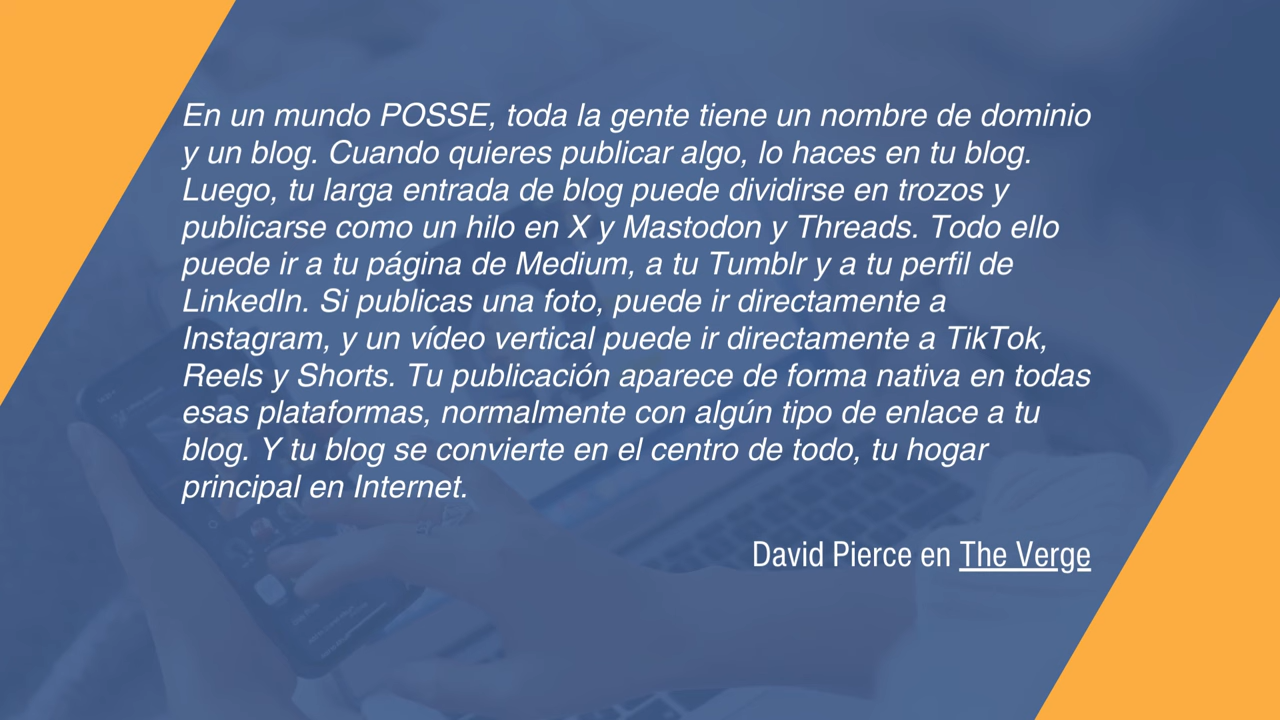 En un mundo POSSE, toda la gente tiene un nombre de dominio
y un blog. Cuando quieres publicar algo, lo haces en tu blog.
Luego, tu larga entrada de blog puede dividirse en trozos y
publicarse como un hilo en X y Mastodon y Threads. Todo ello
puede ir a tu página de Medium, a tu Tumblr y a tu perfil de
LinkedIn. Si publicas una foto, puede ir directamente a
Instagram, y un vídeo vertical puede ir directamente a TikTok,
Reels y Shorts. Tu publicación aparece de forma nativa en todas
esas plataformas, normalmente con algún tipo de enlace a tu
blog. Y tu blog se convierte en el centro de todo, tu hogar
principal en Internet.
David Pierce en The Verge